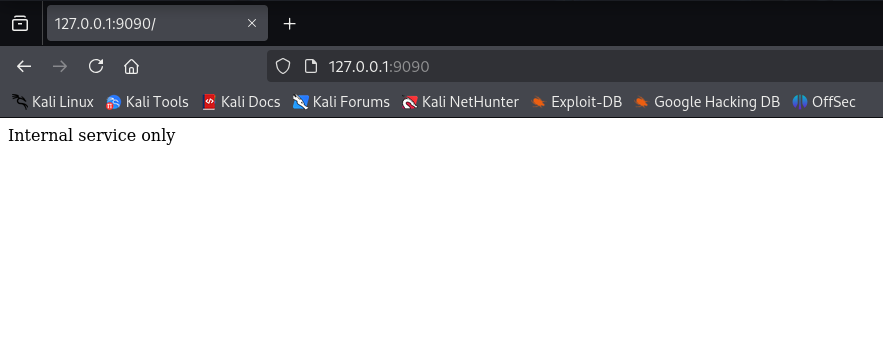 127.0.0.1:9090/
127.0.0.1:9090
Kali Linux Kali Tools Kali Docs Kali Forums Kali NetHunter Exploit-DB Google Hacking DB OffSec
Internal service only